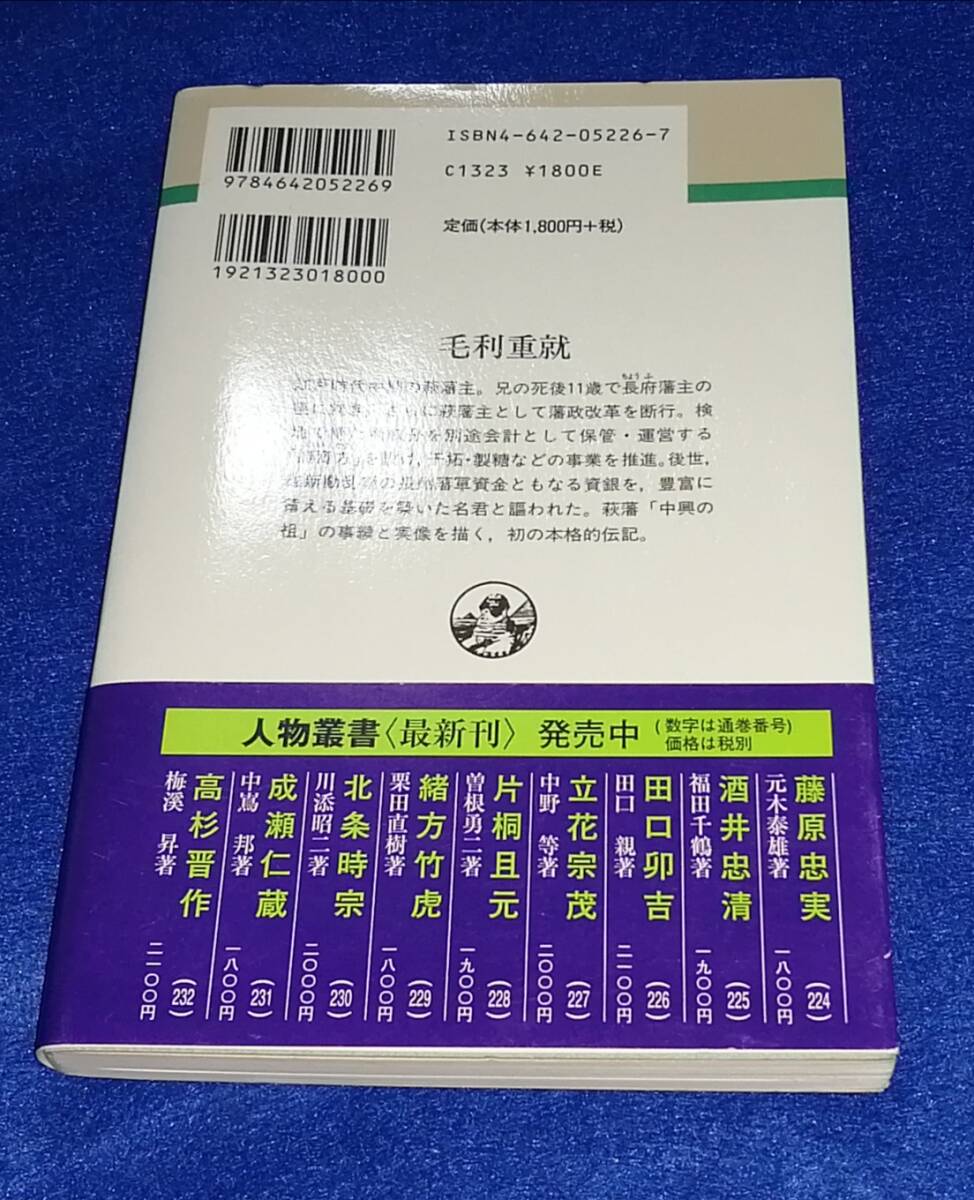 ISBN4-642-05226-7
C1323 ¥1800E
9784642052269
定価(本体1,800円+税)
1921323018000
毛利重就
の萩藩主。兄の死後11歳で長府藩主の
ちょうふ
萩藩主として藩政改革を断行。検
を別途会計として保管・運営する
を設け,干拓・製糖などの事業を推進。後世,
の長州藩軍資金ともなる資銀を,豊富に
蓄える基礎を築いた名君と謳われた。萩藩「中興の
祖」の事績と実像を描く,初の本格的伝記。
人物叢書〈最新刊〉発売中
(数字は通巻番号)
価格は税別
藤原忠実 (224)
元木泰雄著 一八〇〇円
酒井忠清 (225)
福田千鶴著 一九〇〇円
田口卯吉 (226)
田口 親著 二一〇〇円
立花宗茂 (227)
中野 等著 二〇〇〇円
片桐且元 (228)
曽根勇二著 一九〇〇円
緒方竹虎 (229)
栗田直樹著 一八〇〇円
北条時宗 (230)
川添昭二著 二〇〇〇円
成瀬仁蔵 (231)
中嶌 邦著 一八〇〇円
高杉晋作 (232)
梅溪 昇著 二一〇〇円